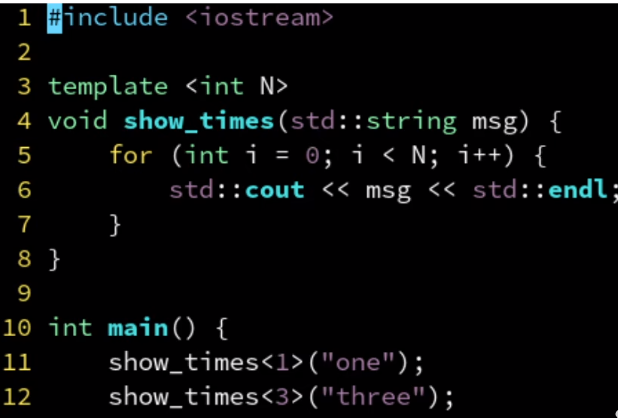 1 #include <iostream>
2
3 template <int N>
4 void show_times(std::string msg) {
5     for (int i = 0; i < N; i++) {
6         std::cout << msg << std::endl;
7     }
8 }
9
10 int main() {
11     show_times<1>("one");
12     show_times<3>("three");